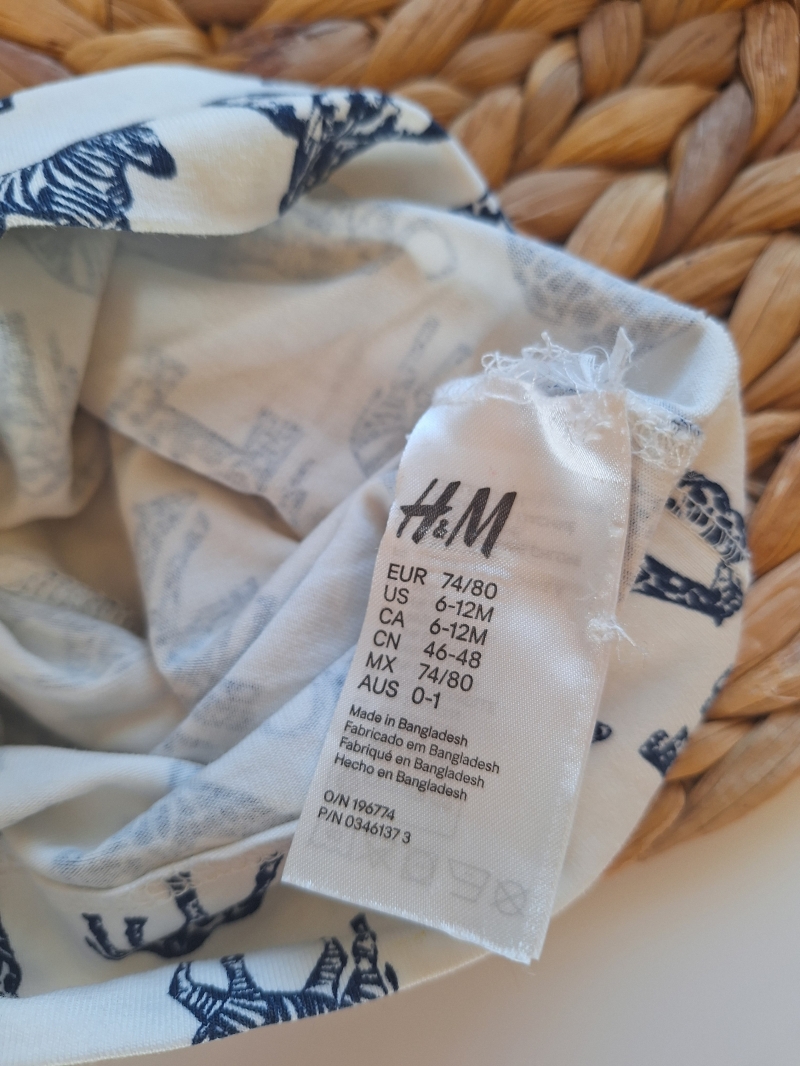 H&M
EUR 74/80
US 6-12M
CA 6-12M
CN 46-48
MX 74/80
AUS 0-1
Made in Bangladesh
Fabricado em Bangladesh
Fabriqué en Bangladesh
Hecho en Bangladesh
O/N 196774
P/N 0346137 3